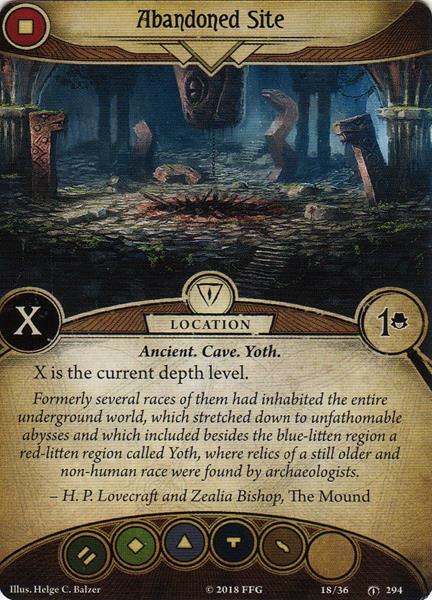 Abandoned Site
X
LOCATION
1
Ancient. Cave. Yoth.
X is the current depth level.
Formerly several races of them had inhabited the entire
underground world, which stretched down to unfathomable
abysses and which included besides the blue-litten region a
red-litten region called Yoth, where relics of a still older and
non-human race were found by archaeologists.
– H. P. Lovecraft and Zealia Bishop, The Mound
Illus. Helge C. Balzer © 2018 FFG 18/36 294